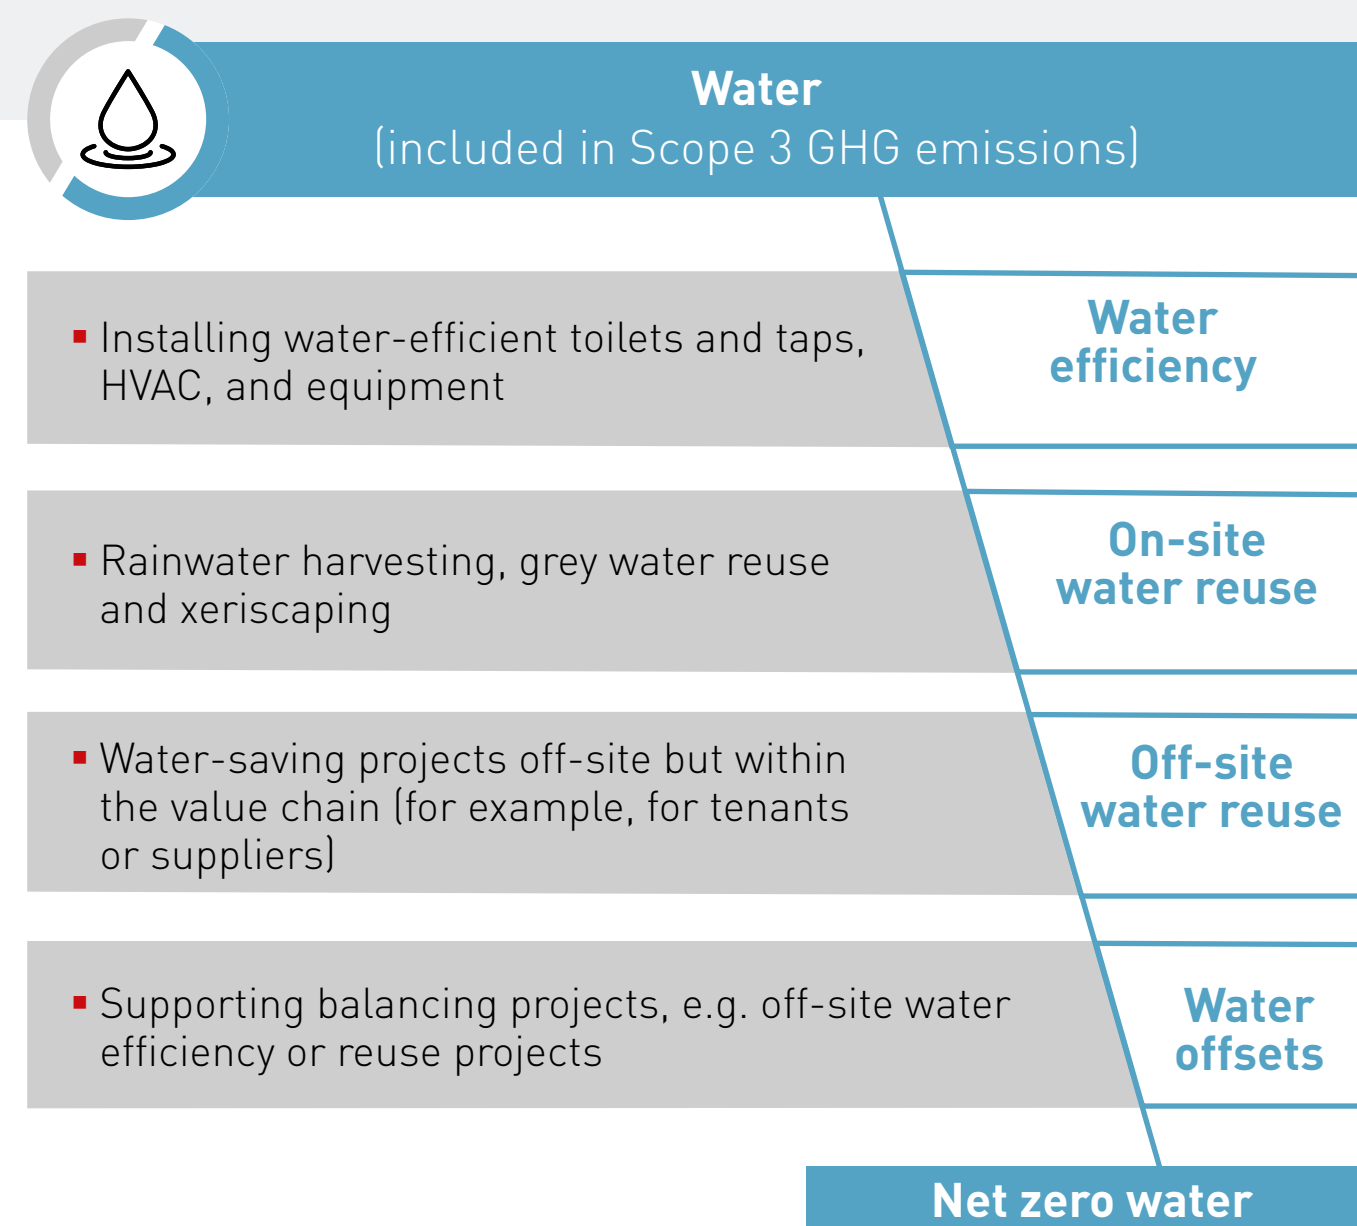 Water
(included in Scope 3 GHG emissions)
▪ Installing water-efficient toilets and taps,
HVAC, and equipment
Water
efficiency
▪ Rainwater harvesting, grey water reuse
and xeriscaping
On-site
water reuse
▪ Water-saving projects off-site but within
the value chain (for example, for tenants
or suppliers)
Off-site
water reuse
▪ Supporting balancing projects, e.g. off-site water
efficiency or reuse projects
Water
offsets
Net zero water